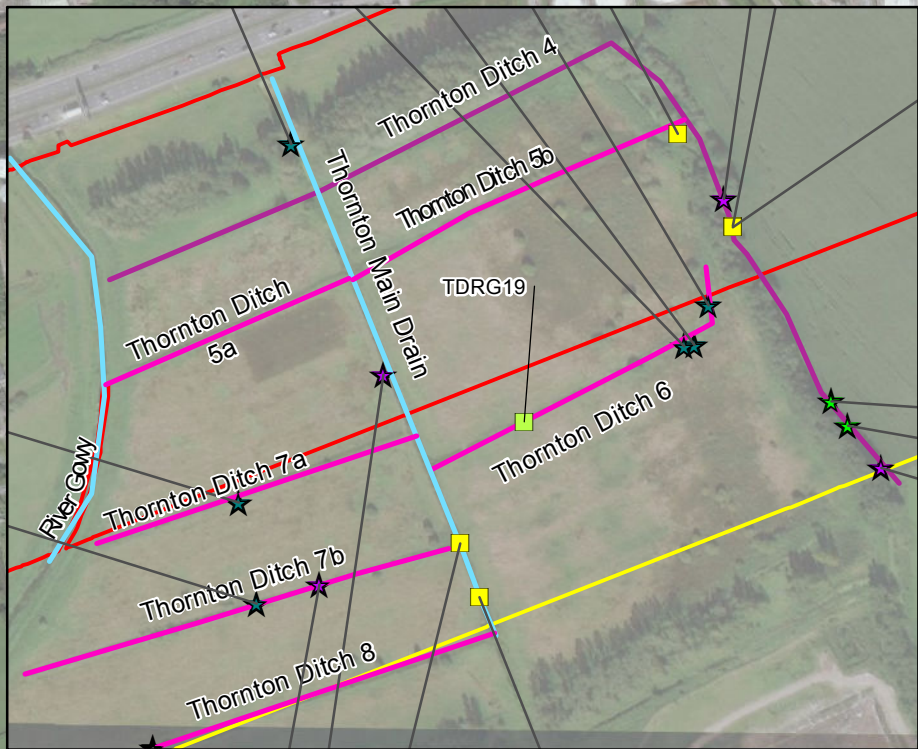 Thornton Ditch 4
Thornton Ditch 5b
Thornton Main Drain
TDRG19
Thornton Ditch
5a
Thornton Ditch 6
River Gowy
Thornton Ditch 7a
Thornton Ditch 7b
Thornton Ditch 8